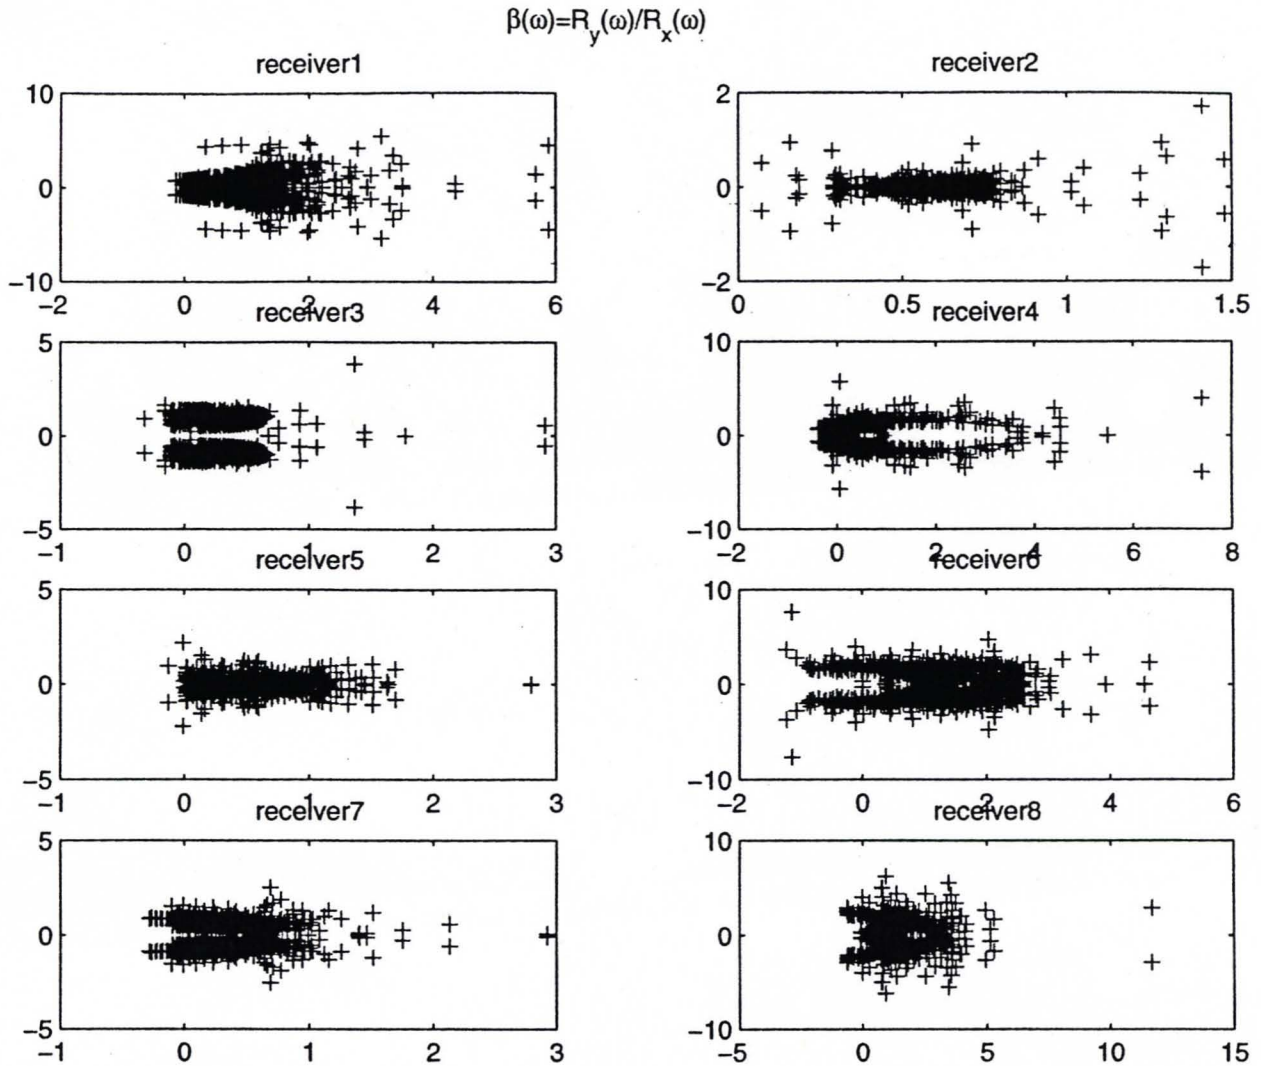 β(ω)=R_y(ω)/R_x(ω)
receiver1
10
0
−10
−2 0 2 4 6
receiver2
2
0
−2
0 0.5 1 1.5
receiver3
5
0
−5
−1 0 1 2 3
receiver4
10
0
−10
−2 0 2 4 6 8
receiver5
5
0
−5
−1 0 1 2 3
receiver6
10
0
−10
−2 0 2 4 6
receiver7
5
0
−5
−1 0 1 2 3
receiver8
10
0
−10
−5 0 5 10 15